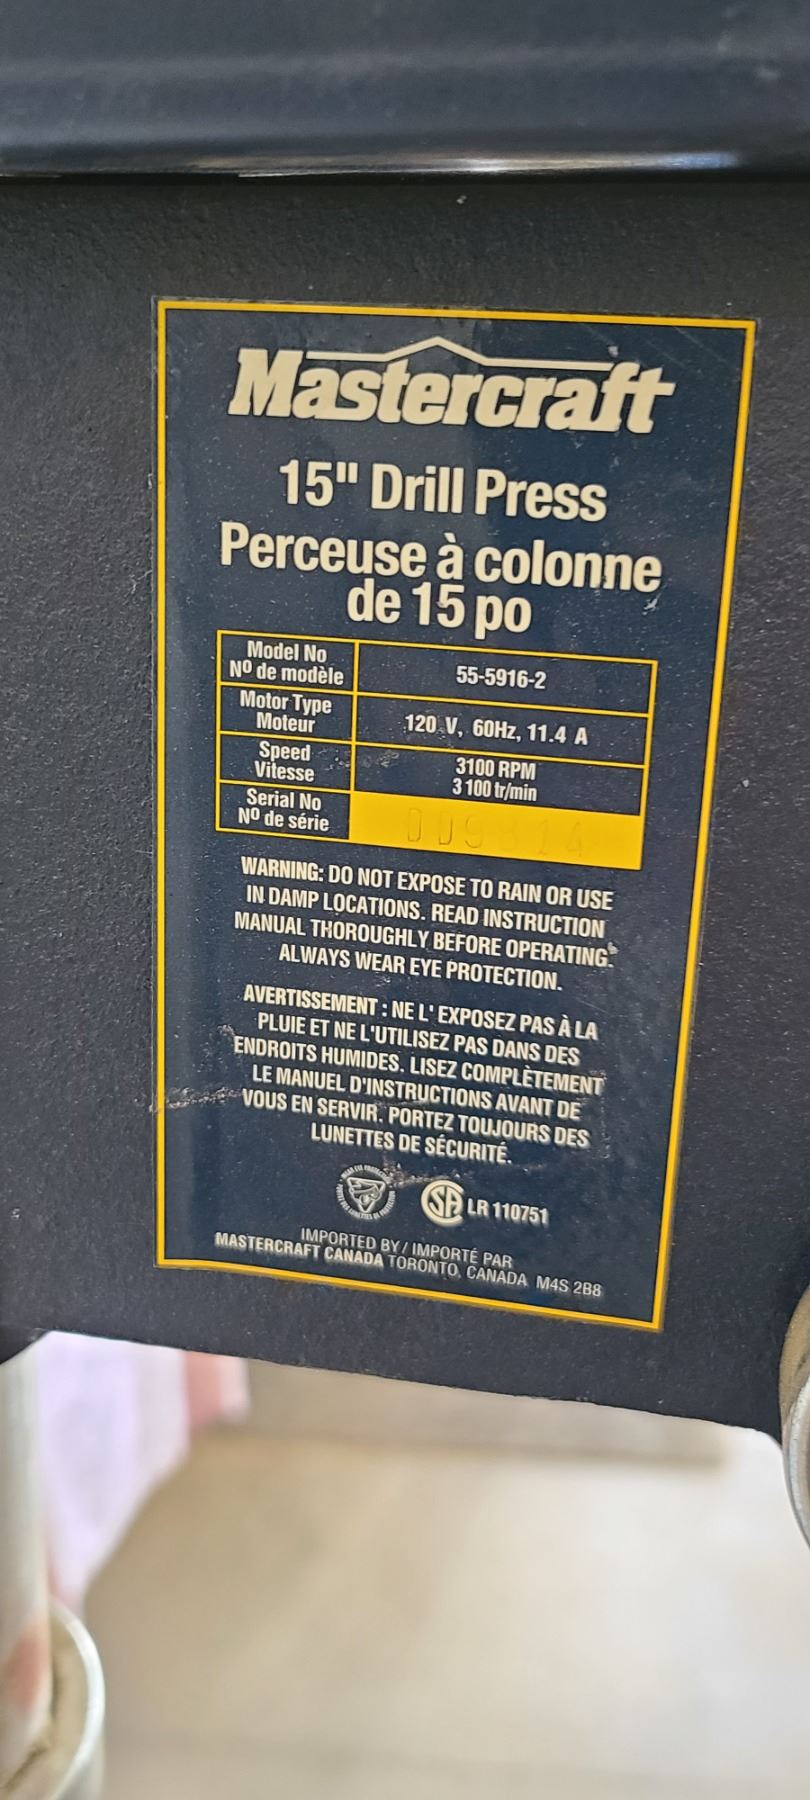 Mastercraft
15" Drill Press
Perceuse à colonne
de 15 po
Model No
Nº de modèle
55-5916-2
Motor Type
Moteur
120 V, 60Hz, 11.4 A
Speed
Vitesse
3100 RPM
3 100 tr/min
Serial No
Nº de série
WARNING: DO NOT EXPOSE TO RAIN OR USE
IN DAMP LOCATIONS. READ INSTRUCTION
MANUAL THOROUGHLY BEFORE OPERATING.
ALWAYS WEAR EYE PROTECTION.
AVERTISSEMENT : NE L' EXPOSEZ PAS À LA
PLUIE ET NE L'UTILISEZ PAS DANS DES
ENDROITS HUMIDES. LISEZ COMPLÈTEMENT
LE MANUEL D'INSTRUCTIONS AVANT DE
VOUS EN SERVIR. PORTEZ TOUJOURS DES
LUNETTES DE SÉCURITÉ.
SA LR 110751
IMPORTED BY / IMPORTÉ PAR
MASTERCRAFT CANADA TORONTO, CANADA M4S 2B8